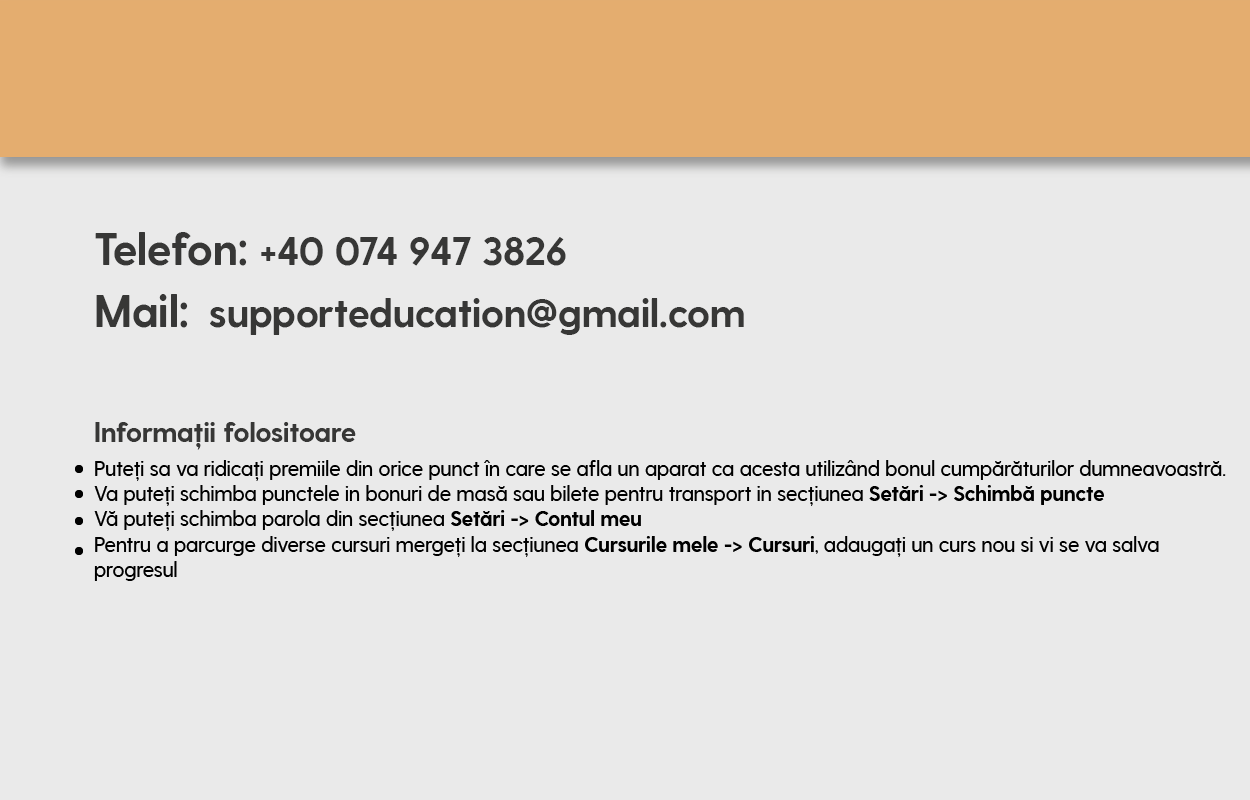 Telefon: +40 074 947 3826
Mail: supporteducation@gmail.com
Informații folositoare
• Puteți sa va ridicați premiile din orice punct în care se afla un aparat ca acesta utilizând bonul cumpărăturilor dumneavoastră.
• Va puteți schimba punctele in bonuri de masă sau bilete pentru transport in secțiunea Setări -> Schimbă puncte
• Vă puteți schimba parola din secțiunea Setări -> Contul meu
• Pentru a parcurge diverse cursuri mergeți la secțiunea Cursurile mele -> Cursuri, adaugați un curs nou si vi se va salva
progresul